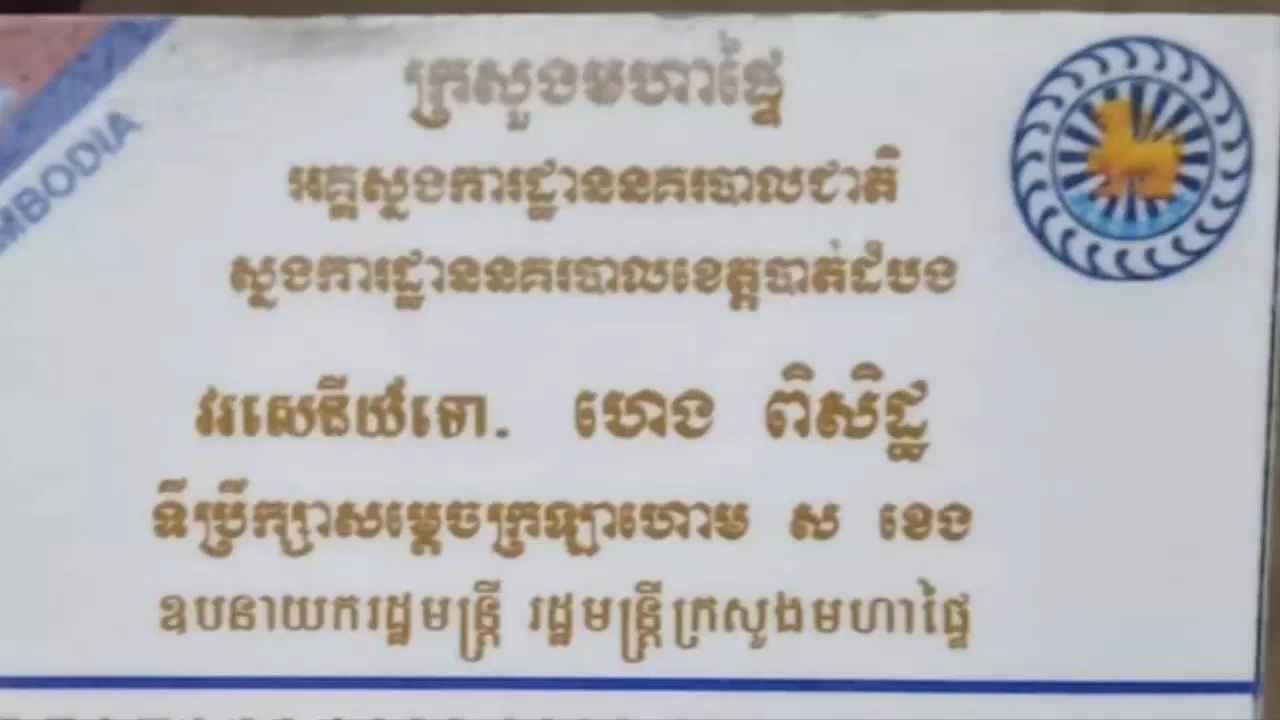 MBODIA
ក្រសួងមហាផ្ទៃ
អគ្គស្នងការដ្ឋាននគរបាលជាតិ
ស្នងការដ្ឋាននគរបាលខេត្តបាត់ដំបង
វរសេនីយ៍ទោ. ហេង ពិសិដ្ឋ
ទីប្រឹក្សាសម្តេចក្រឡាហោម ស ខេង
ឧបនាយករដ្ឋមន្ត្រី រដ្ឋមន្ត្រីក្រសួងមហាផ្ទៃ